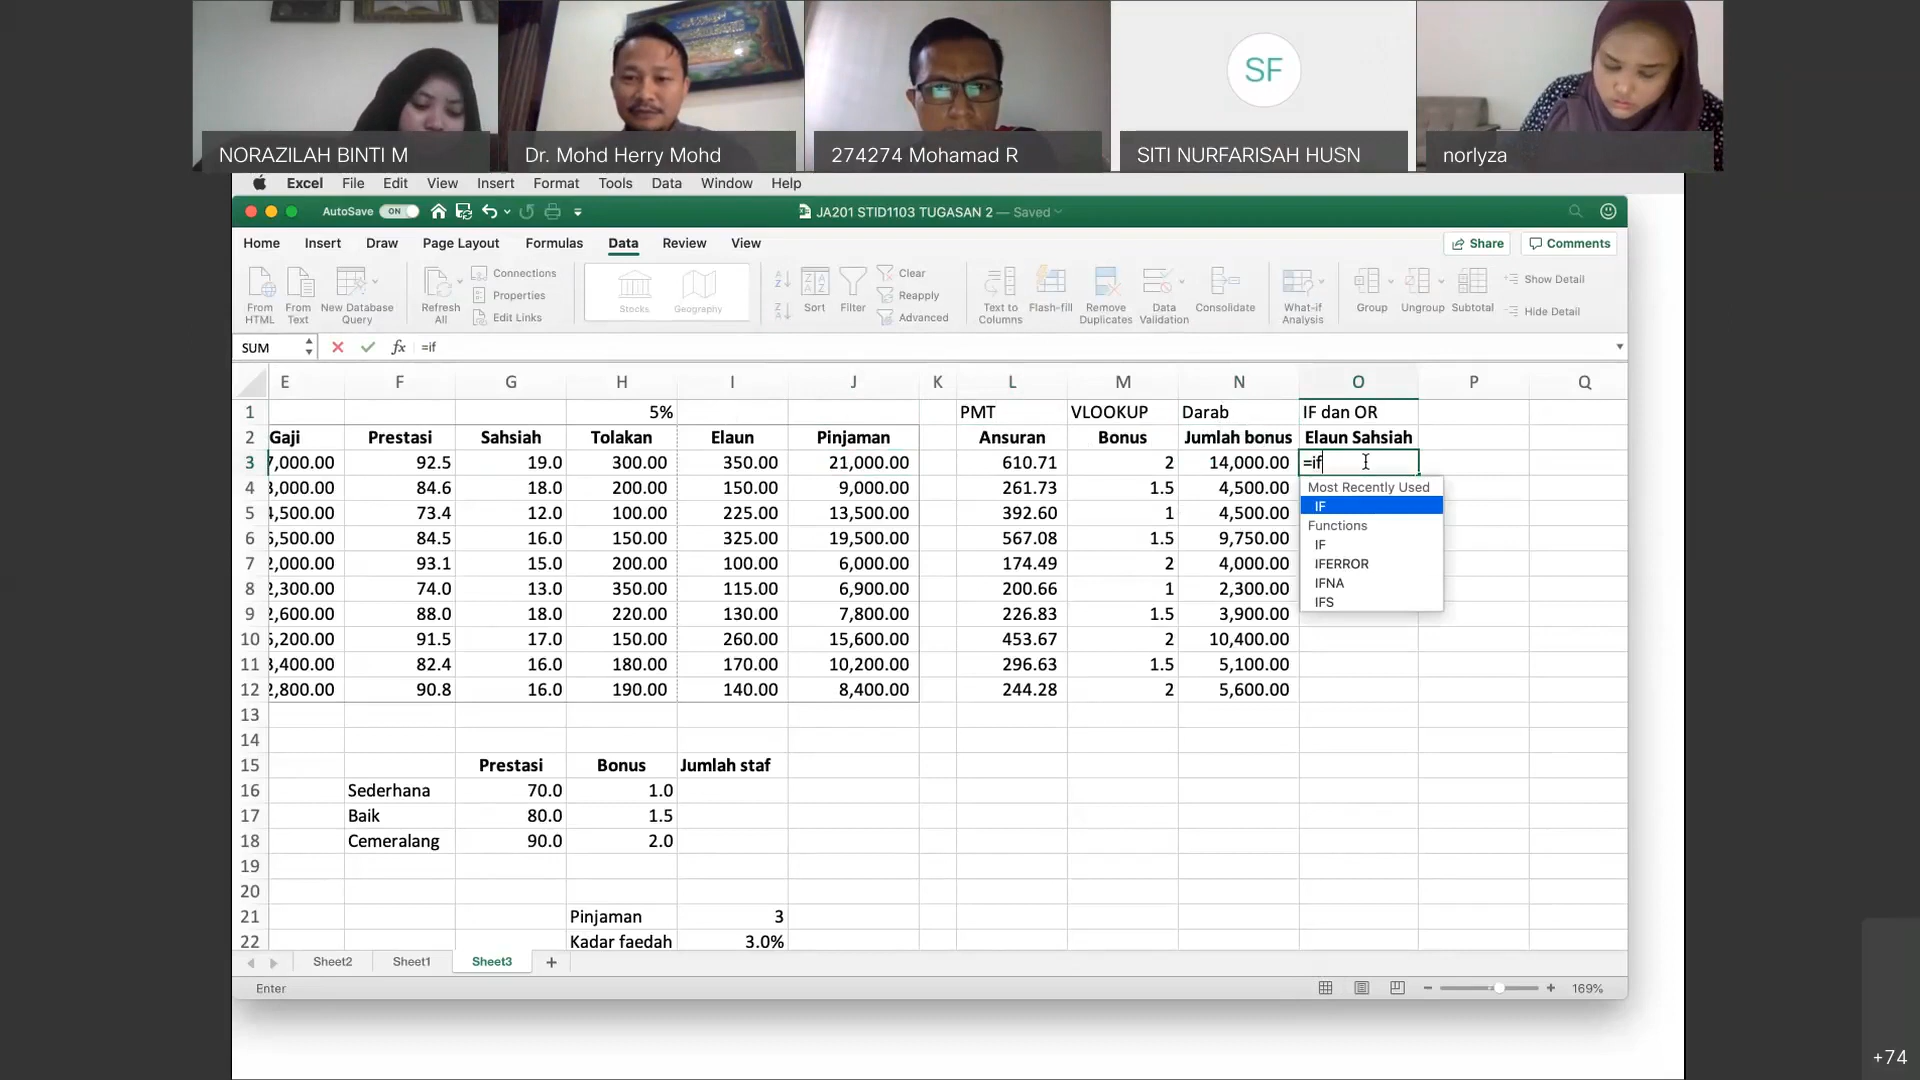 NORAZILAH BINTI M
Dr. Mohd Herry Mohd
274274 Mohamad R
SF
SITI NURFARISAH HUSN
norlyza
Excel File Edit View Insert Format Tools Data Window Help
AutoSave ON
JA201 STID1103 TUGASAN 2 — Saved
Home Insert Draw Page Layout Formulas Data Review View Share Comments
From HTML
From Text
New Database Query
Refresh All
Connections
Properties
Edit Links
Stocks
Geography
Sort
Filter
Clear
Reapply
Advanced
Text to Columns
Flash-fill
Remove Duplicates
Data Validation
Consolidate
What-if Analysis
Group
Ungroup
Subtotal
Show Detail
Hide Detail
SUM fx =if
E F G H I J K L M N O P Q
1 5% PMT VLOOKUP Darab IF dan OR
2 Gaji Prestasi Sahsiah Tolakan Elaun Pinjaman Ansuran Bonus Jumlah bonus Elaun Sahsiah
3 7,000.00 92.5 19.0 300.00 350.00 21,000.00 610.71 2 14,000.00 =if
4 3,000.00 84.6 18.0 200.00 150.00 9,000.00 261.73 1.5 4,500.00
5 4,500.00 73.4 12.0 100.00 225.00 13,500.00 392.60 1 4,500.00
6 6,500.00 84.5 16.0 150.00 325.00 19,500.00 567.08 1.5 9,750.00
7 2,000.00 93.1 15.0 200.00 100.00 6,000.00 174.49 2 4,000.00
8 2,300.00 74.0 13.0 350.00 115.00 6,900.00 200.66 1 2,300.00
9 2,600.00 88.0 18.0 220.00 130.00 7,800.00 226.83 1.5 3,900.00
10 5,200.00 91.5 17.0 150.00 260.00 15,600.00 453.67 2 10,400.00
11 3,400.00 82.4 16.0 180.00 170.00 10,200.00 296.63 1.5 5,100.00
12 2,800.00 90.8 16.0 190.00 140.00 8,400.00 244.28 2 5,600.00
Most Recently Used
IF
Functions
IF
IFERROR
IFNA
IFS
13
14
15 Prestasi Bonus Jumlah staf
16 Sederhana 70.0 1.0
17 Baik 80.0 1.5
18 Cemeralang 90.0 2.0
19
20
21 Pinjaman 3
22 Kadar faedah 3.0%
Sheet2 Sheet1 Sheet3 +
Enter 169%
+74